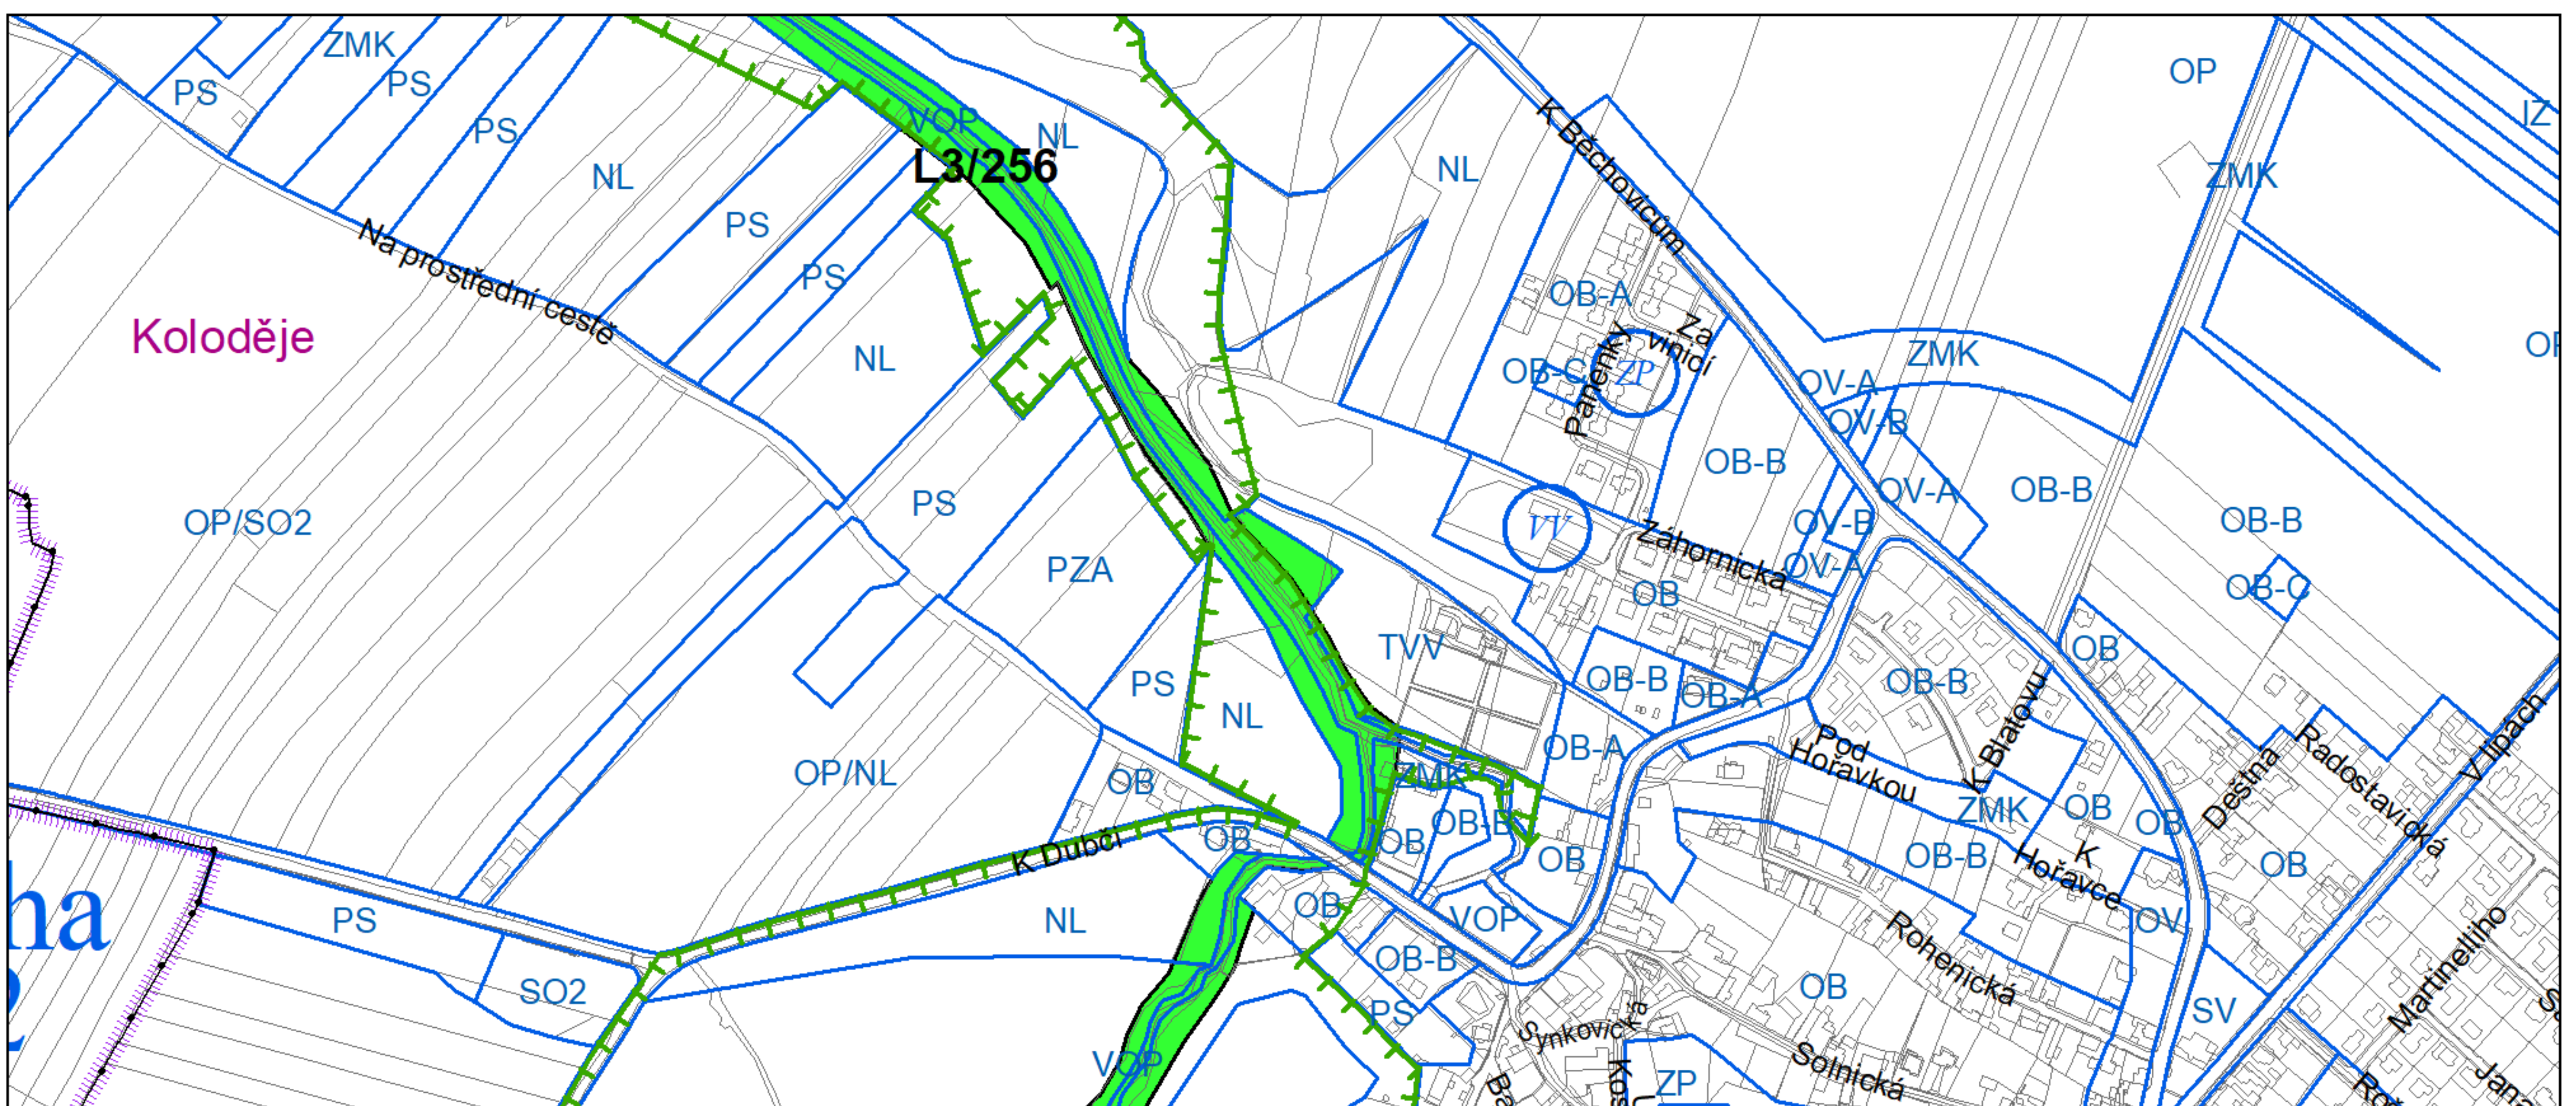 ZMK
OP
PS
PS
IZ
VOP
PS
NL
L3/256
NL
NL
ZMK
K Běchovicům
PS
Na prostřední cestě
PS
OB-A
Koloděje
Za
vinicí
NL
ZMK
OB-C
Panenky
ZP
OV-A
OV-B
OB-B
PS
OV-A
OB-B
OP/SO2
VV
OV-B
OB-B
Záhornická
PZA
OV-A
OB
OB-C
TVV
OB
PS
OB-B
OB-A
OB-B
NL
K Blatovu
V lipách
OP/NL
OB
OB-A
Pod
Hořavkou
Radostavická
Deštná
ZMK
ZMK
OB
OB
K Dubči
OB
OB
OB-B
OB
OB-B
K
Hořavce
OB
ha
PS
NL
OB
VOP
OV
Rohenická
Martinelliho
OB-B
SO2
PS
OB
SV
Synkovická
VOP
Solnická
ZP